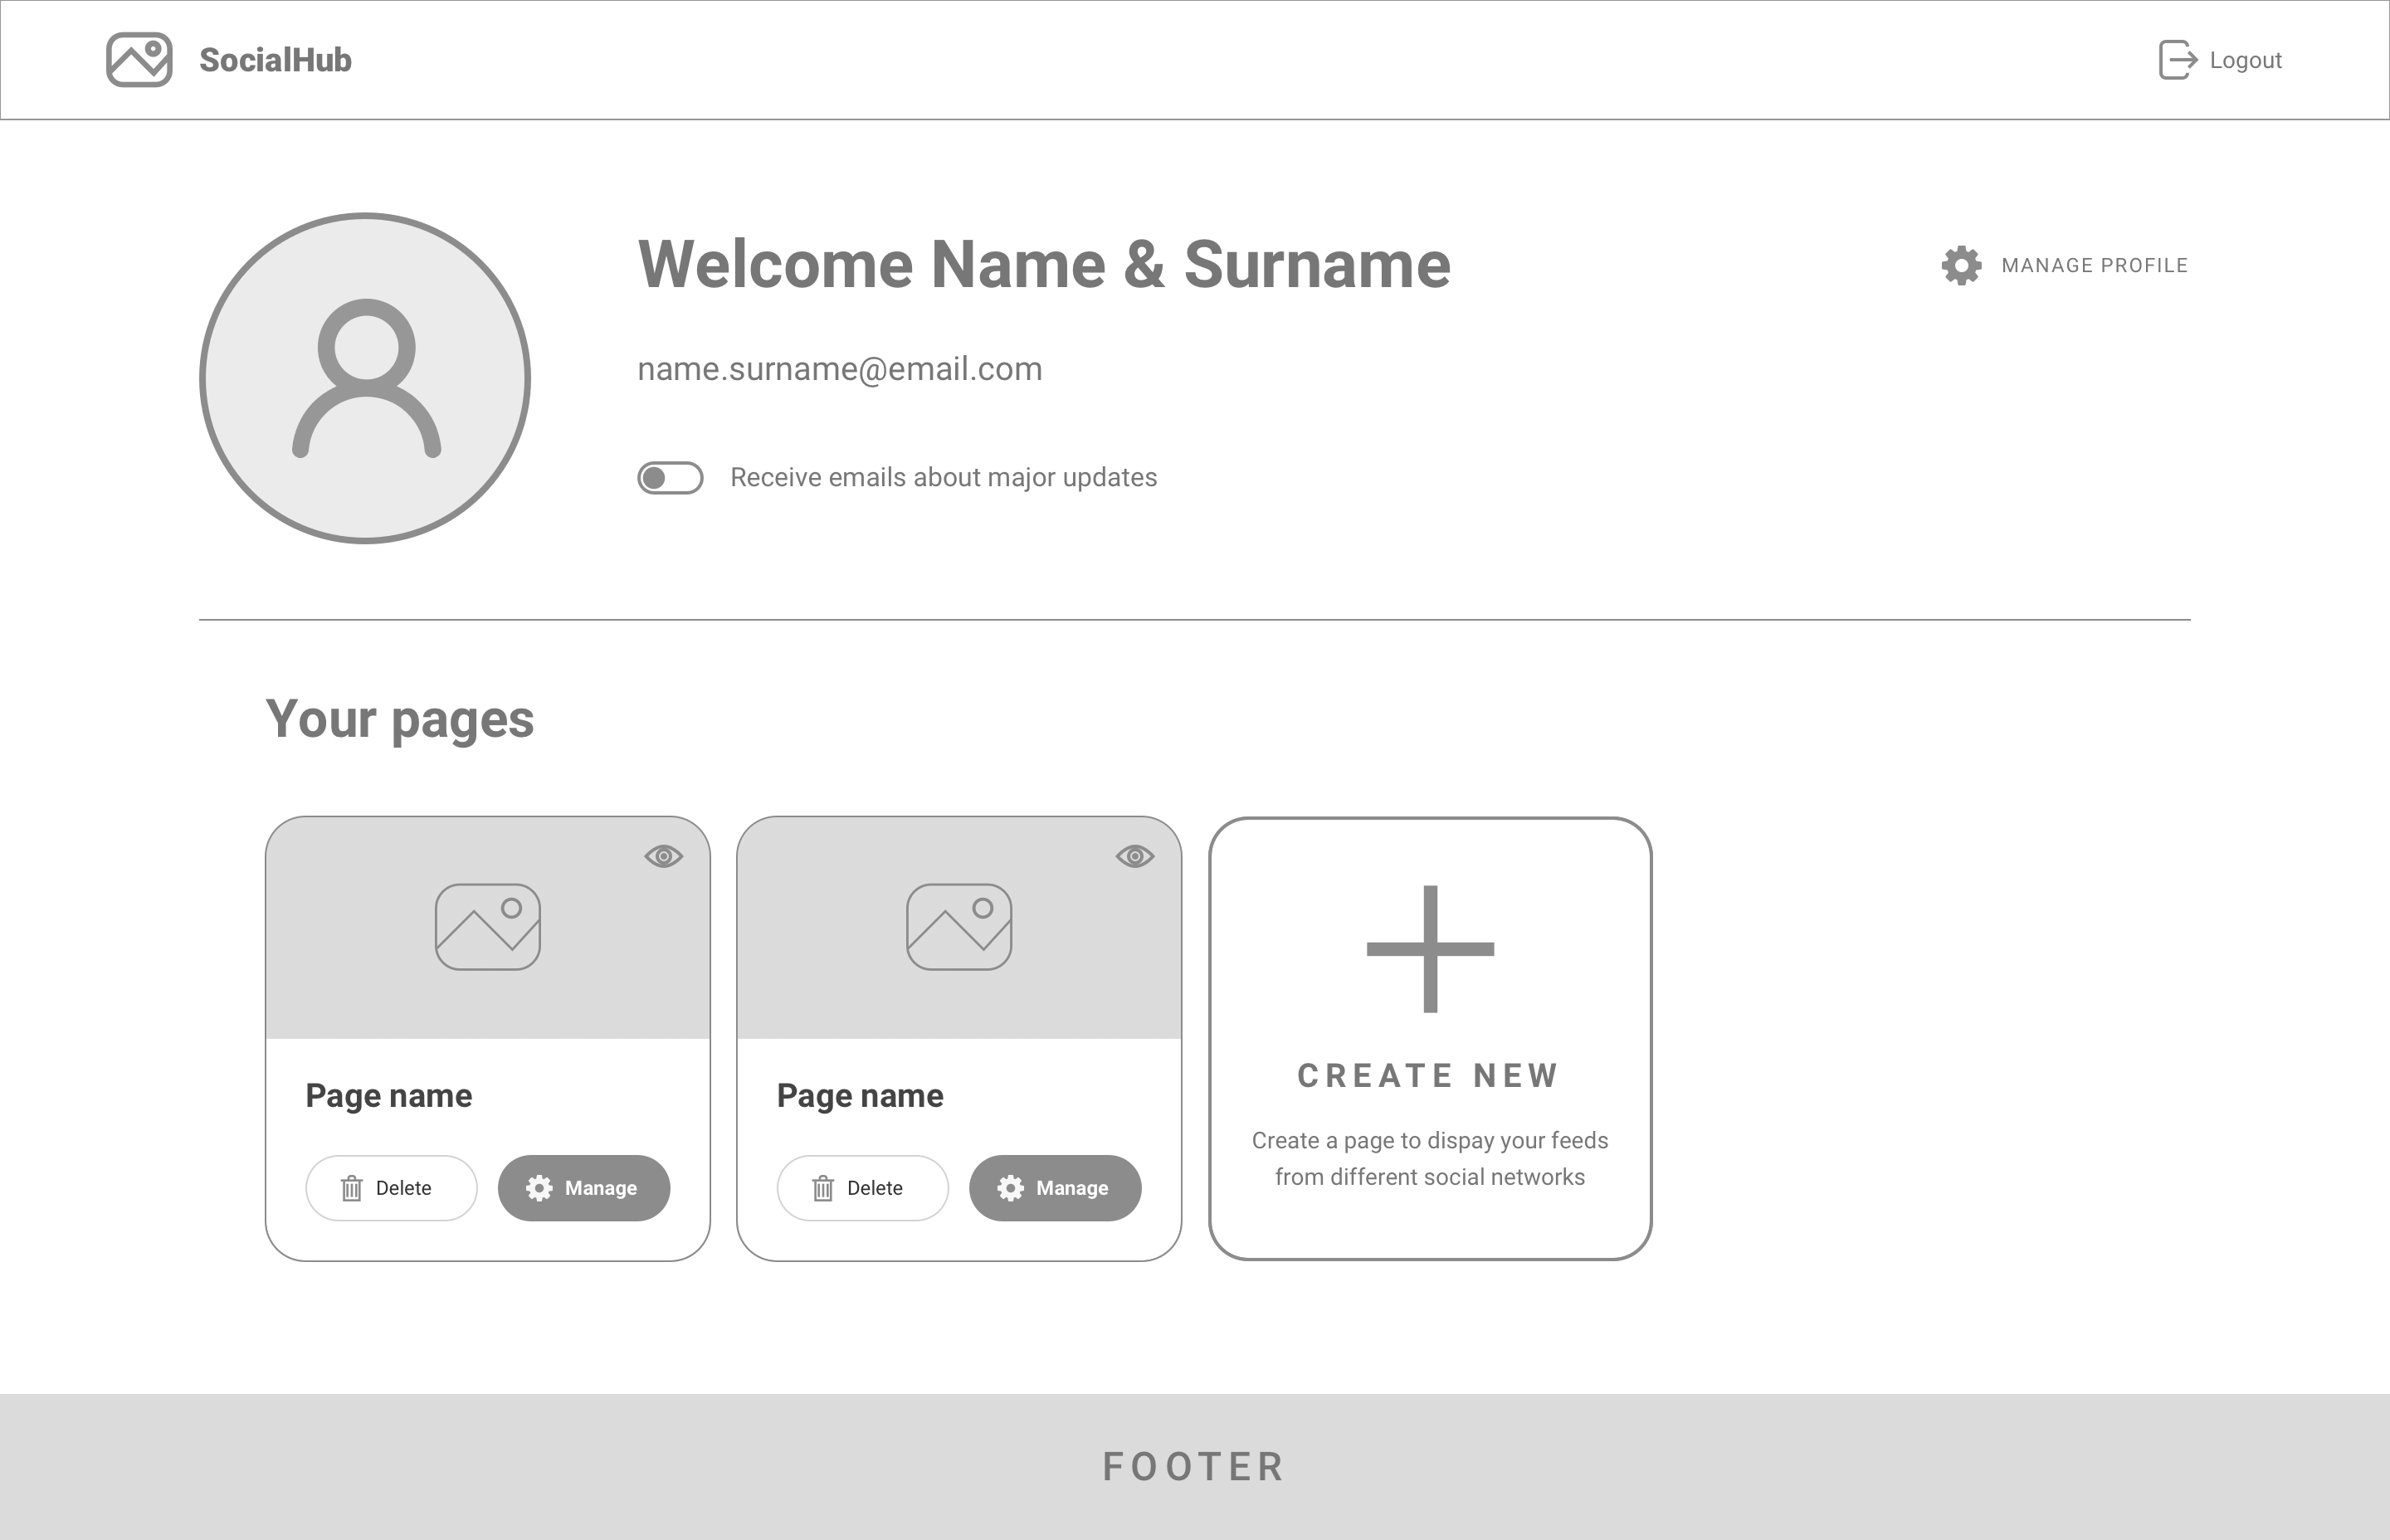 SocialHub
Logout
Welcome Name & Surname
MANAGE PROFILE
name.surname@email.com
Receive emails about major updates
Your pages
Page name
Delete
Manage
Page name
Delete
Manage
CREATE NEW
Create a page to dispay your feeds
from different social networks
FOOTER